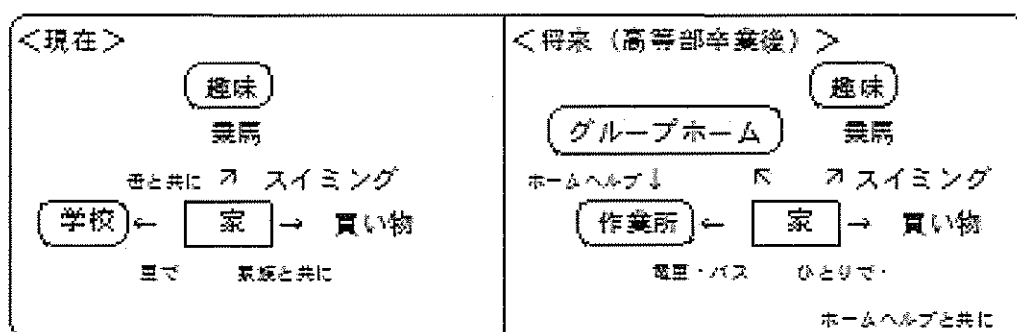 <現在>
趣味
乗馬
母と共に ↗ スイミング
学校 ← 家 → 買い物
車で 家族と共に
<将来（高等部卒業後）>
趣味
グループホーム 乗馬
ホームヘルプ↓ ↖ ↗スイミング
作業所 ← 家 → 買い物
電車・バス ひとりで・
ホームヘルプと共に